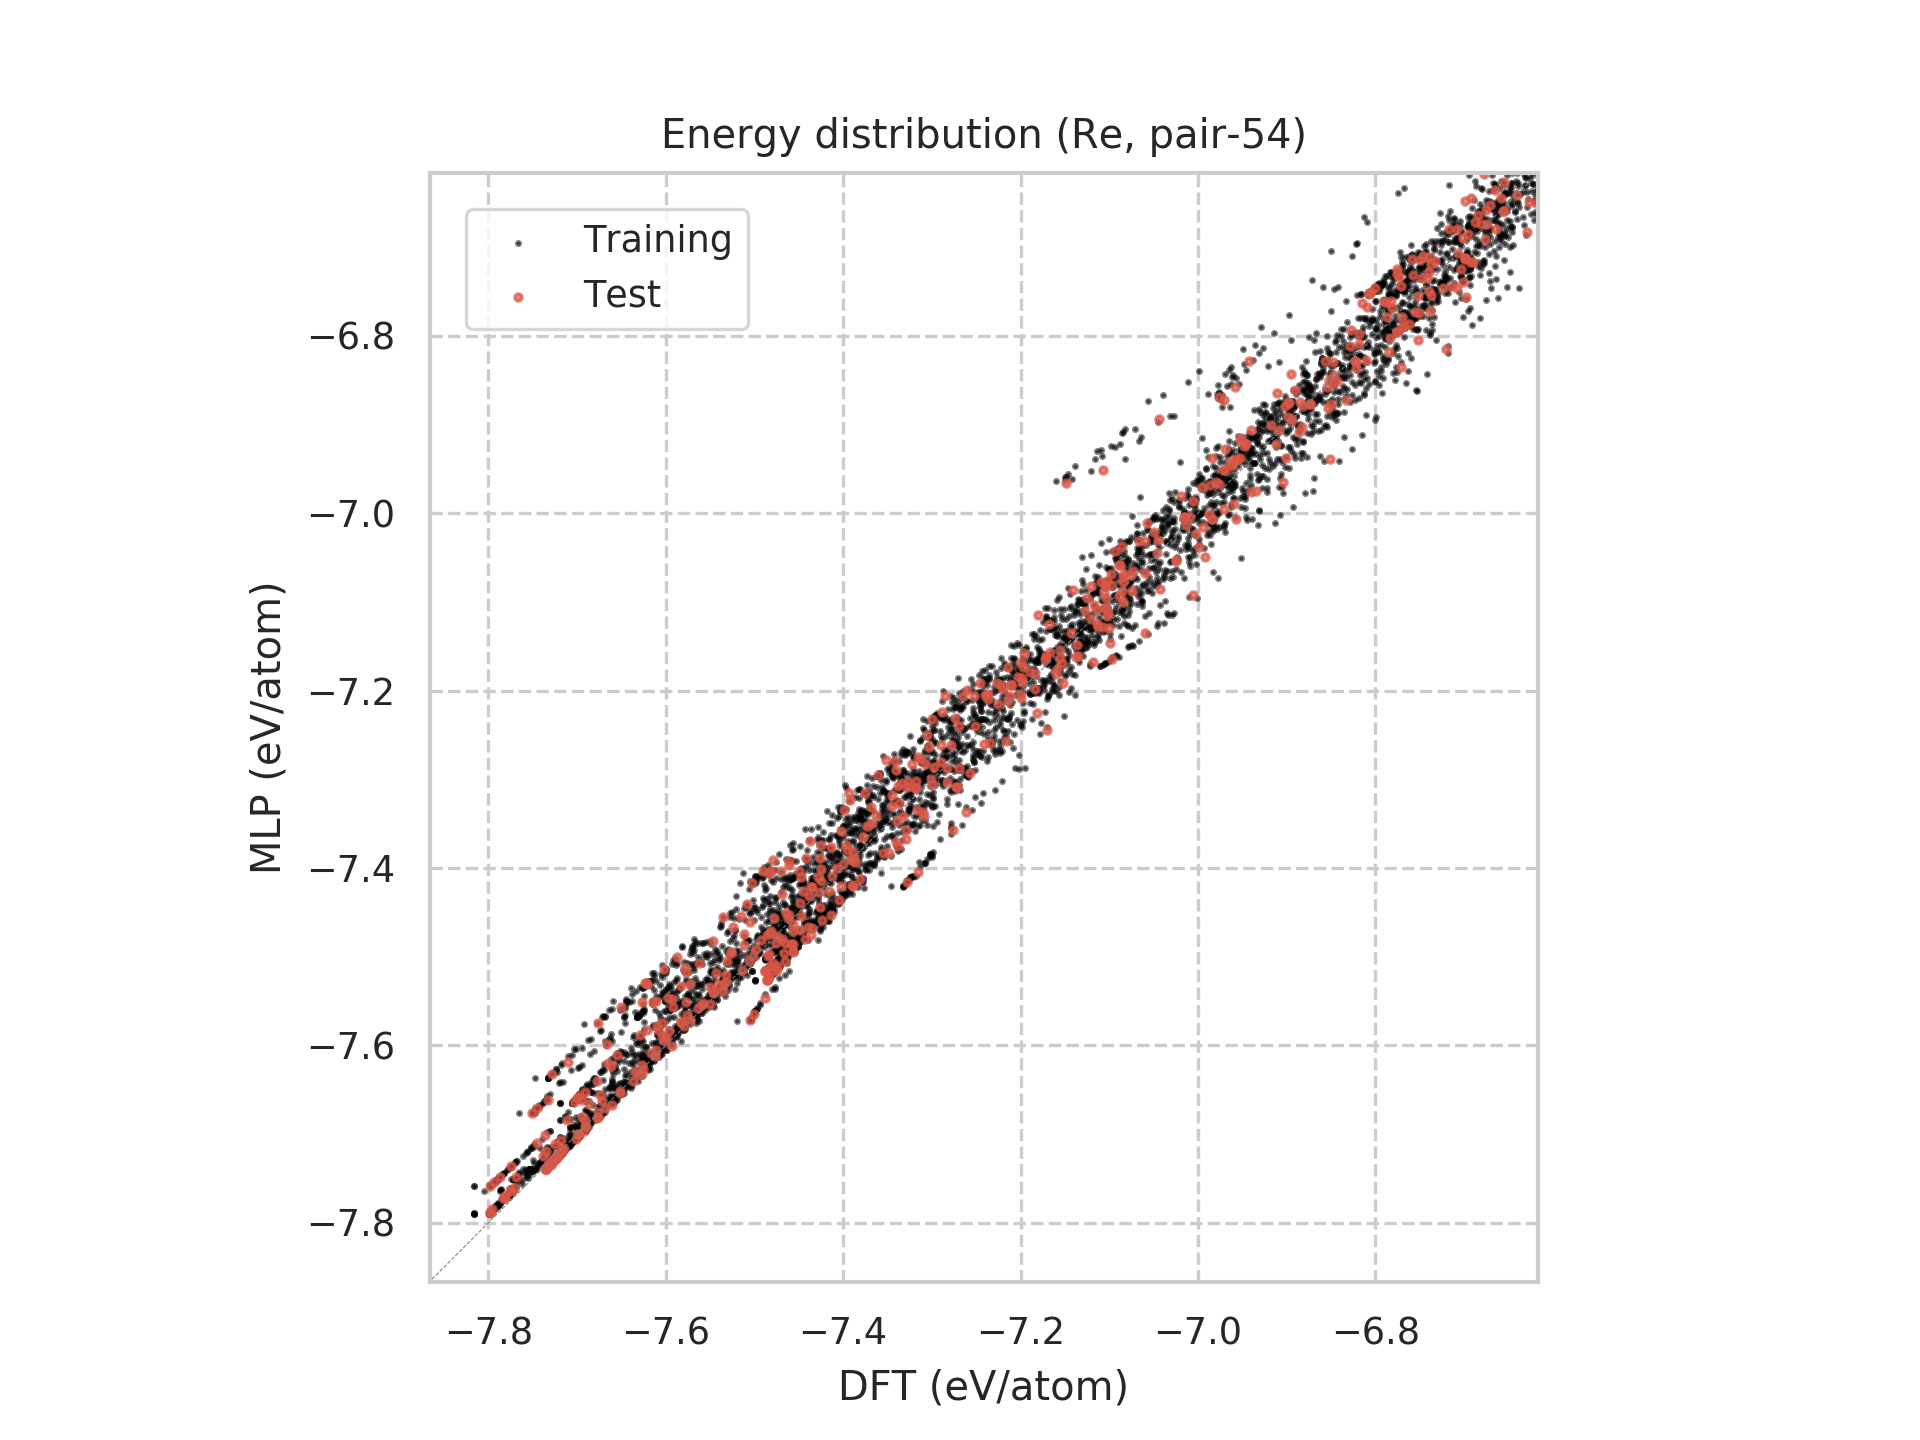 Energy distribution (Re, pair-54)
Training
Test
−6.8
−7.0
−7.2
−7.4
−7.6
−7.8
MLP (eV/atom)
−7.8 −7.6 −7.4 −7.2 −7.0 −6.8
DFT (eV/atom)